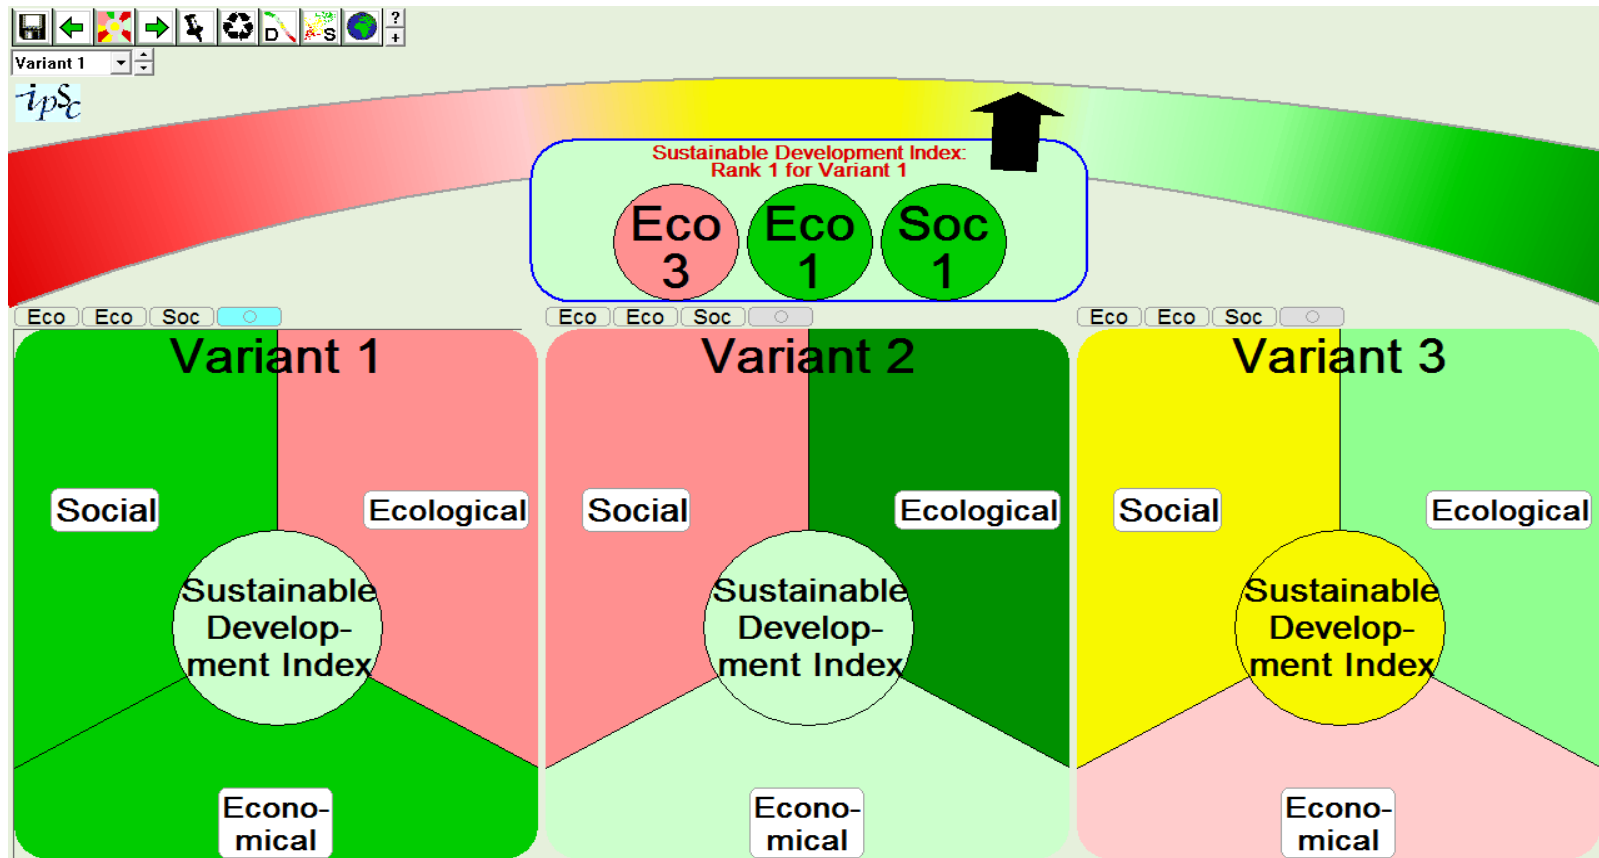 D
S
?
+
Variant 1
ipSc
Sustainable Development Index:
Rank 1 for Variant 1
Eco
3
Eco
1
Soc
1
Eco Eco Soc
Eco Eco Soc
Eco Eco Soc
Variant 1
Social
Ecological
Sustainable
Develop-
ment Index
Econo-
mical
Variant 2
Social
Ecological
Sustainable
Develop-
ment Index
Econo-
mical
Variant 3
Social
Ecological
Sustainable
Develop-
ment Index
Econo-
mical